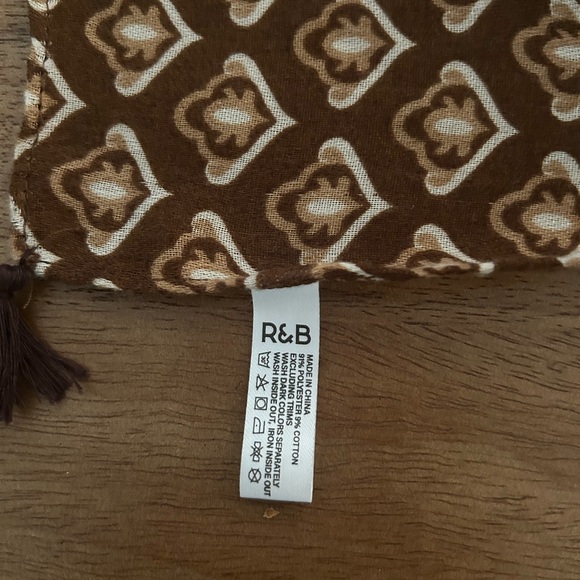 R&B
MADE IN CHINA
91% POLYESTER 9% COTTON
EXCLUDING TRIMS
WASH DARK COLORS SEPARATELY
WASH INSIDE OUT, IRON INSIDE OUT